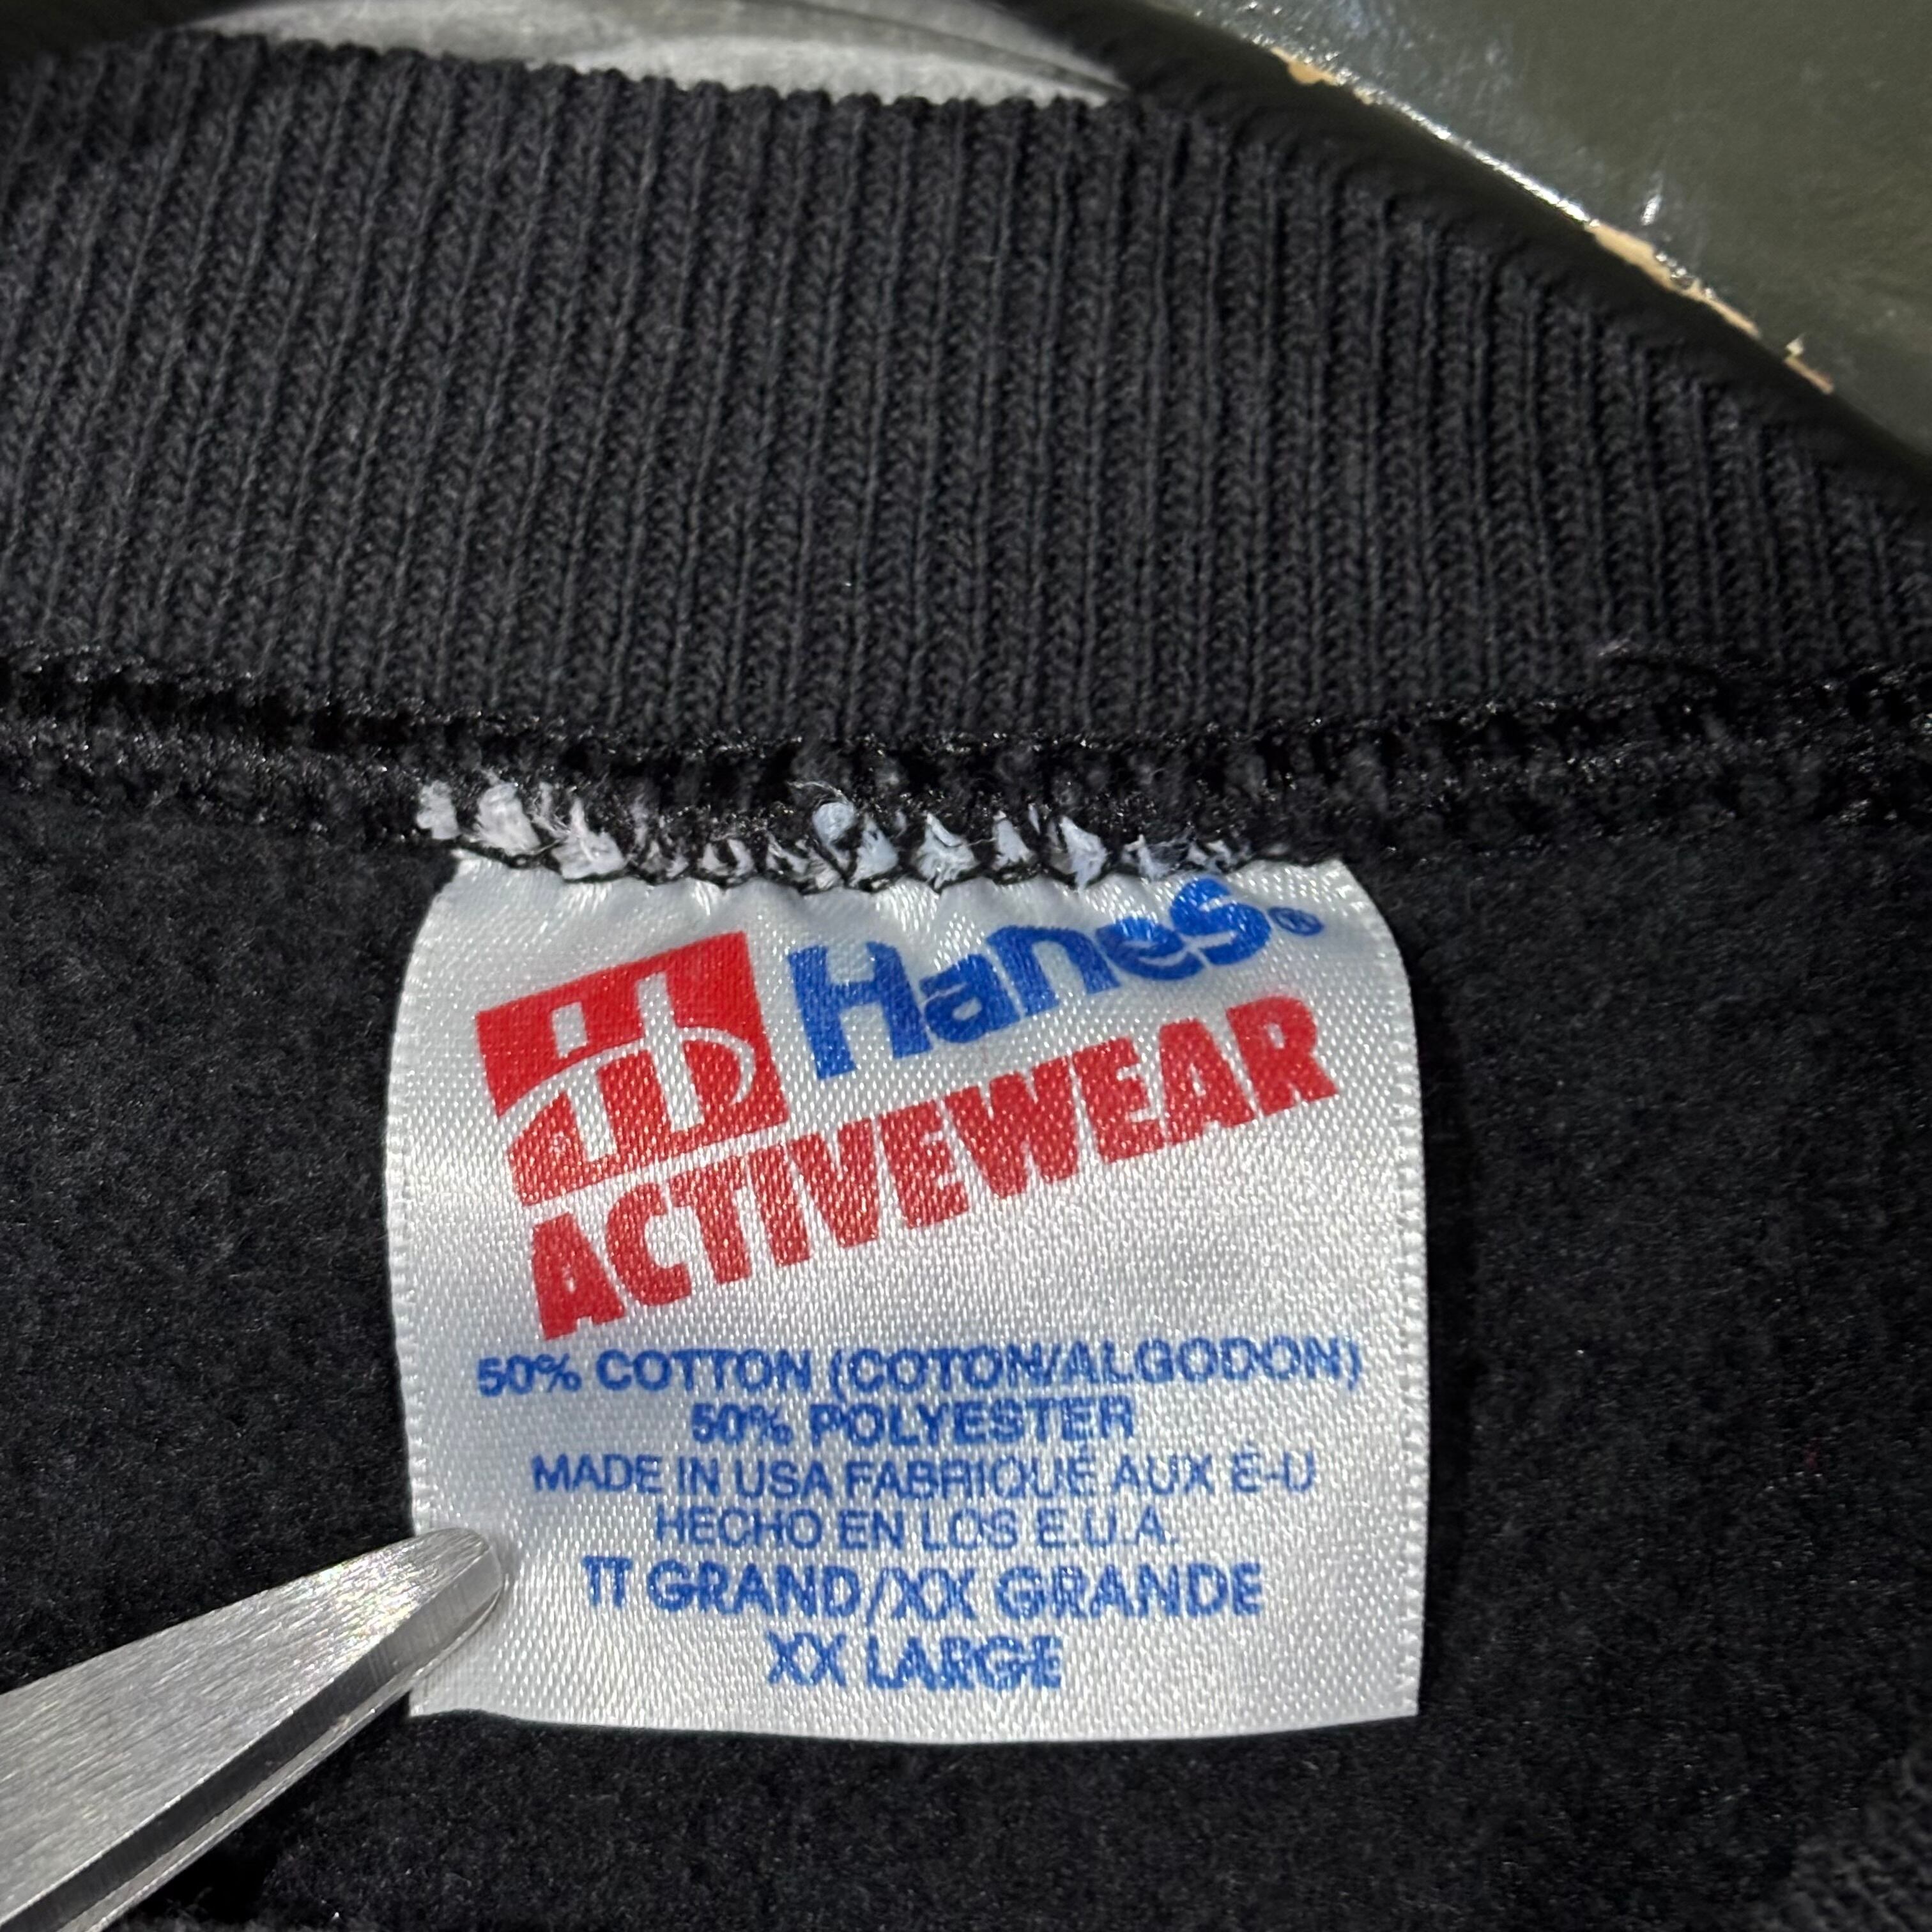 Hanes®
ACTIVEWEAR
50% COTTON (COTON/ALGODON)
50% POLYESTER
MADE IN USA FABRIQUÉ AUX É-U
HECHO EN LOS E.U.A.
TT GRAND/XX GRANDE
XX LARGE